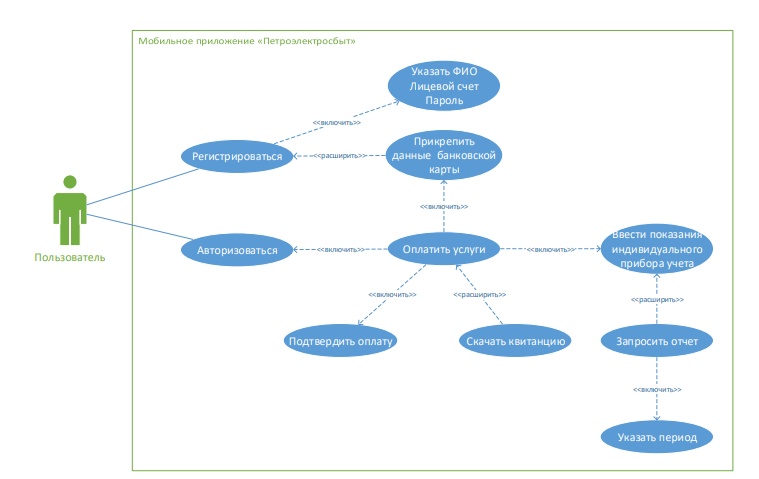 Мобильное приложение «Петроэлектросбыт»
Указать ФИО
Лицевой счет
Пароль
<<включить>>
Прикрепить
данные банковской
карты
Регистрироваться
<<расширить>>
<<включить>>
Ввести показания
индивидуального
прибора учета
Авторизоваться
<<включить>>
Оплатить услуги
<<включить>>
Пользователь
<<включить>>
<<расширить>>
<<расширить>>
Подтвердить оплату
Скачать квитанцию
Запросить отчет
<<включить>>
Указать период